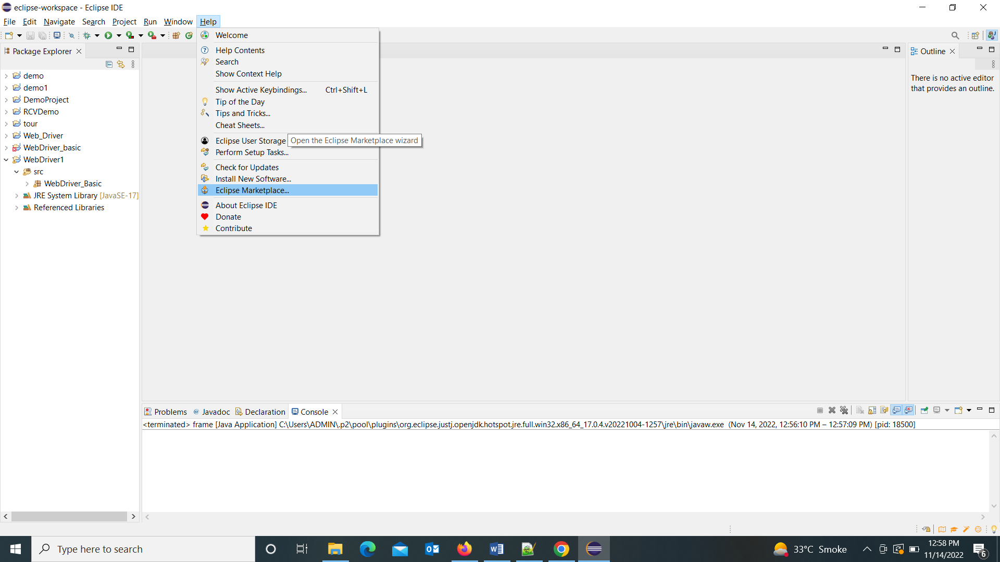 eclipse-workspace - Eclipse IDE
File Edit Navigate Search Project Run Window Help
Package Explorer
demo
demo1
DemoProject
RCVDemo
tour
Web_Driver
WebDriver_basic
WebDriver1
src
WebDriver_Basic
JRE System Library [JavaSE-17]
Referenced Libraries
Welcome
Help Contents
Search
Show Context Help
Show Active Keybindings... Ctrl+Shift+L
Tip of the Day
Tips and Tricks...
Cheat Sheets...
Eclipse User Storage
Open the Eclipse Marketplace wizard
Perform Setup Tasks...
Check for Updates
Install New Software...
Eclipse Marketplace...
About Eclipse IDE
Donate
Contribute
Outline
There is no active editor
that provides an outline.
Problems @ Javadoc Declaration Console
<terminated> frame [Java Application] C:\Users\ADMIN\.p2\pool\plugins\org.eclipse.justj.openjdk.hotspot.jre.full.win32.x86_64_17.0.4.v20221004-1257\jre\bin\javaw.exe (Nov 14, 2022, 12:56:10 PM – 12:57:09 PM) [pid: 18500]
Type here to search
33°C Smoke
12:58 PM
11/14/2022
6